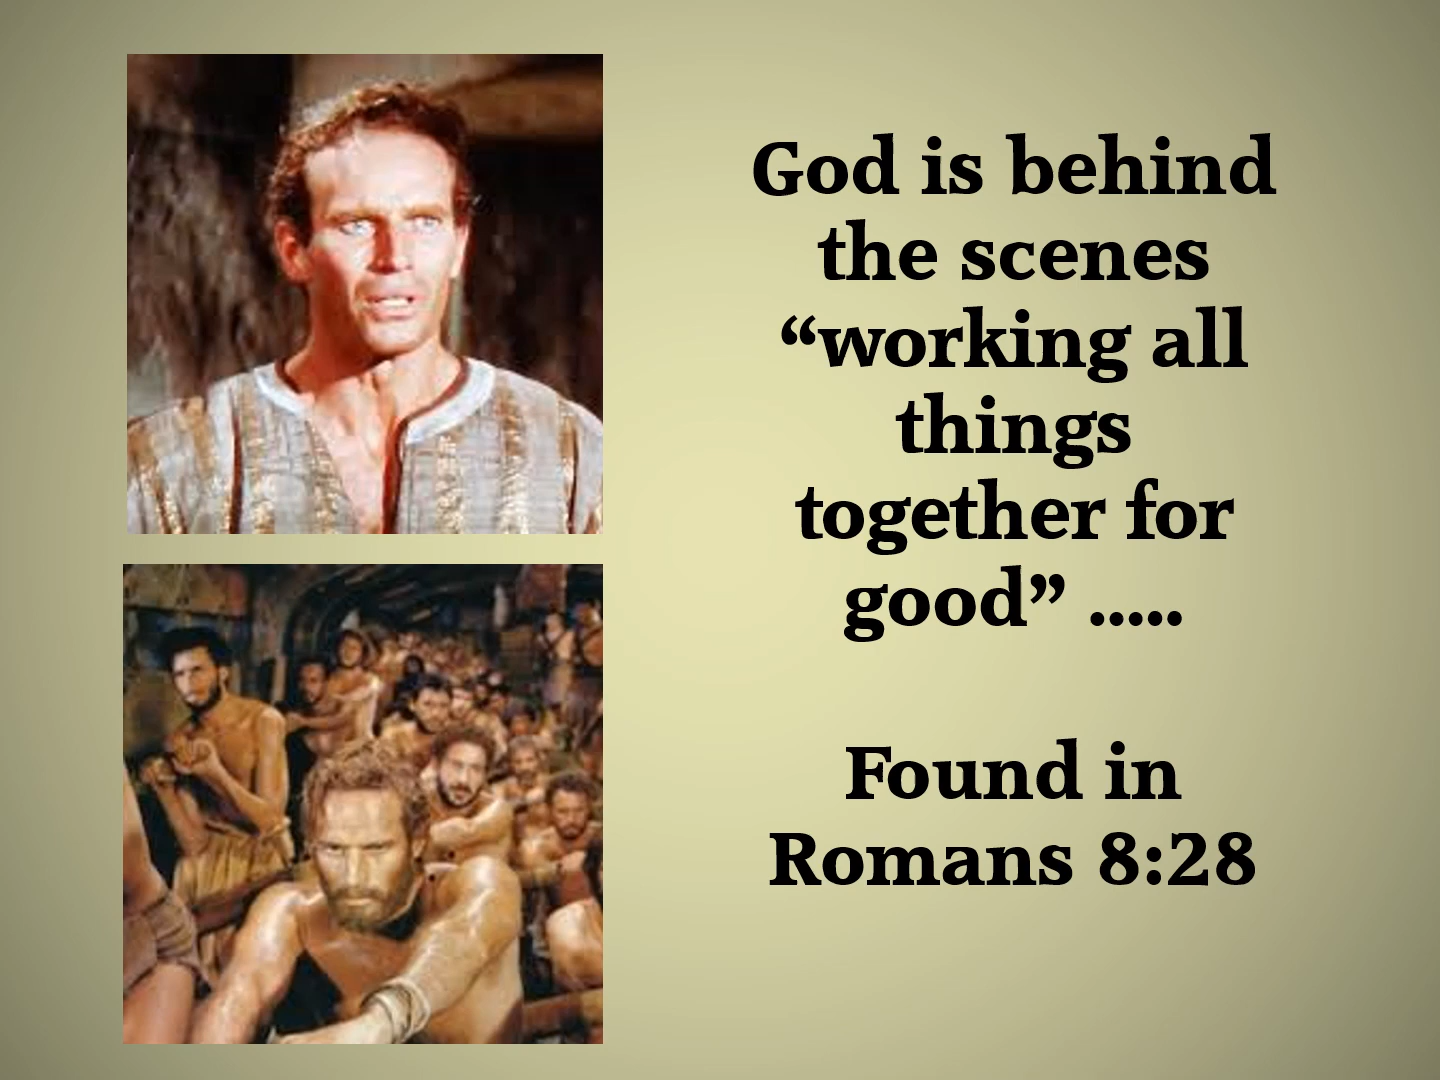 God is behind
the scenes
“working all
things
together for
good” .....
Found in
Romans 8:28